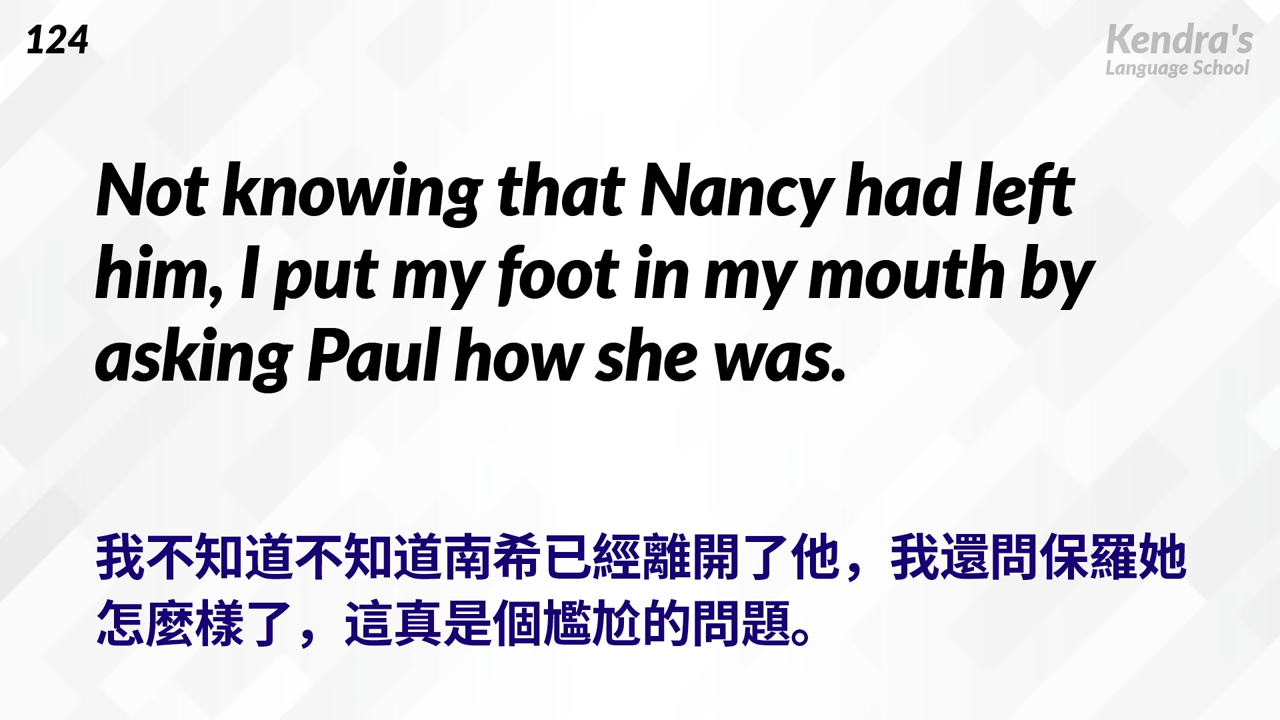 124
Kendra's
Language School
Not knowing that Nancy had left
him, I put my foot in my mouth by
asking Paul how she was.
我不知道不知道南希已經離開了他，我還問保羅她
怎麼樣了，這真是個尷尬的問題。